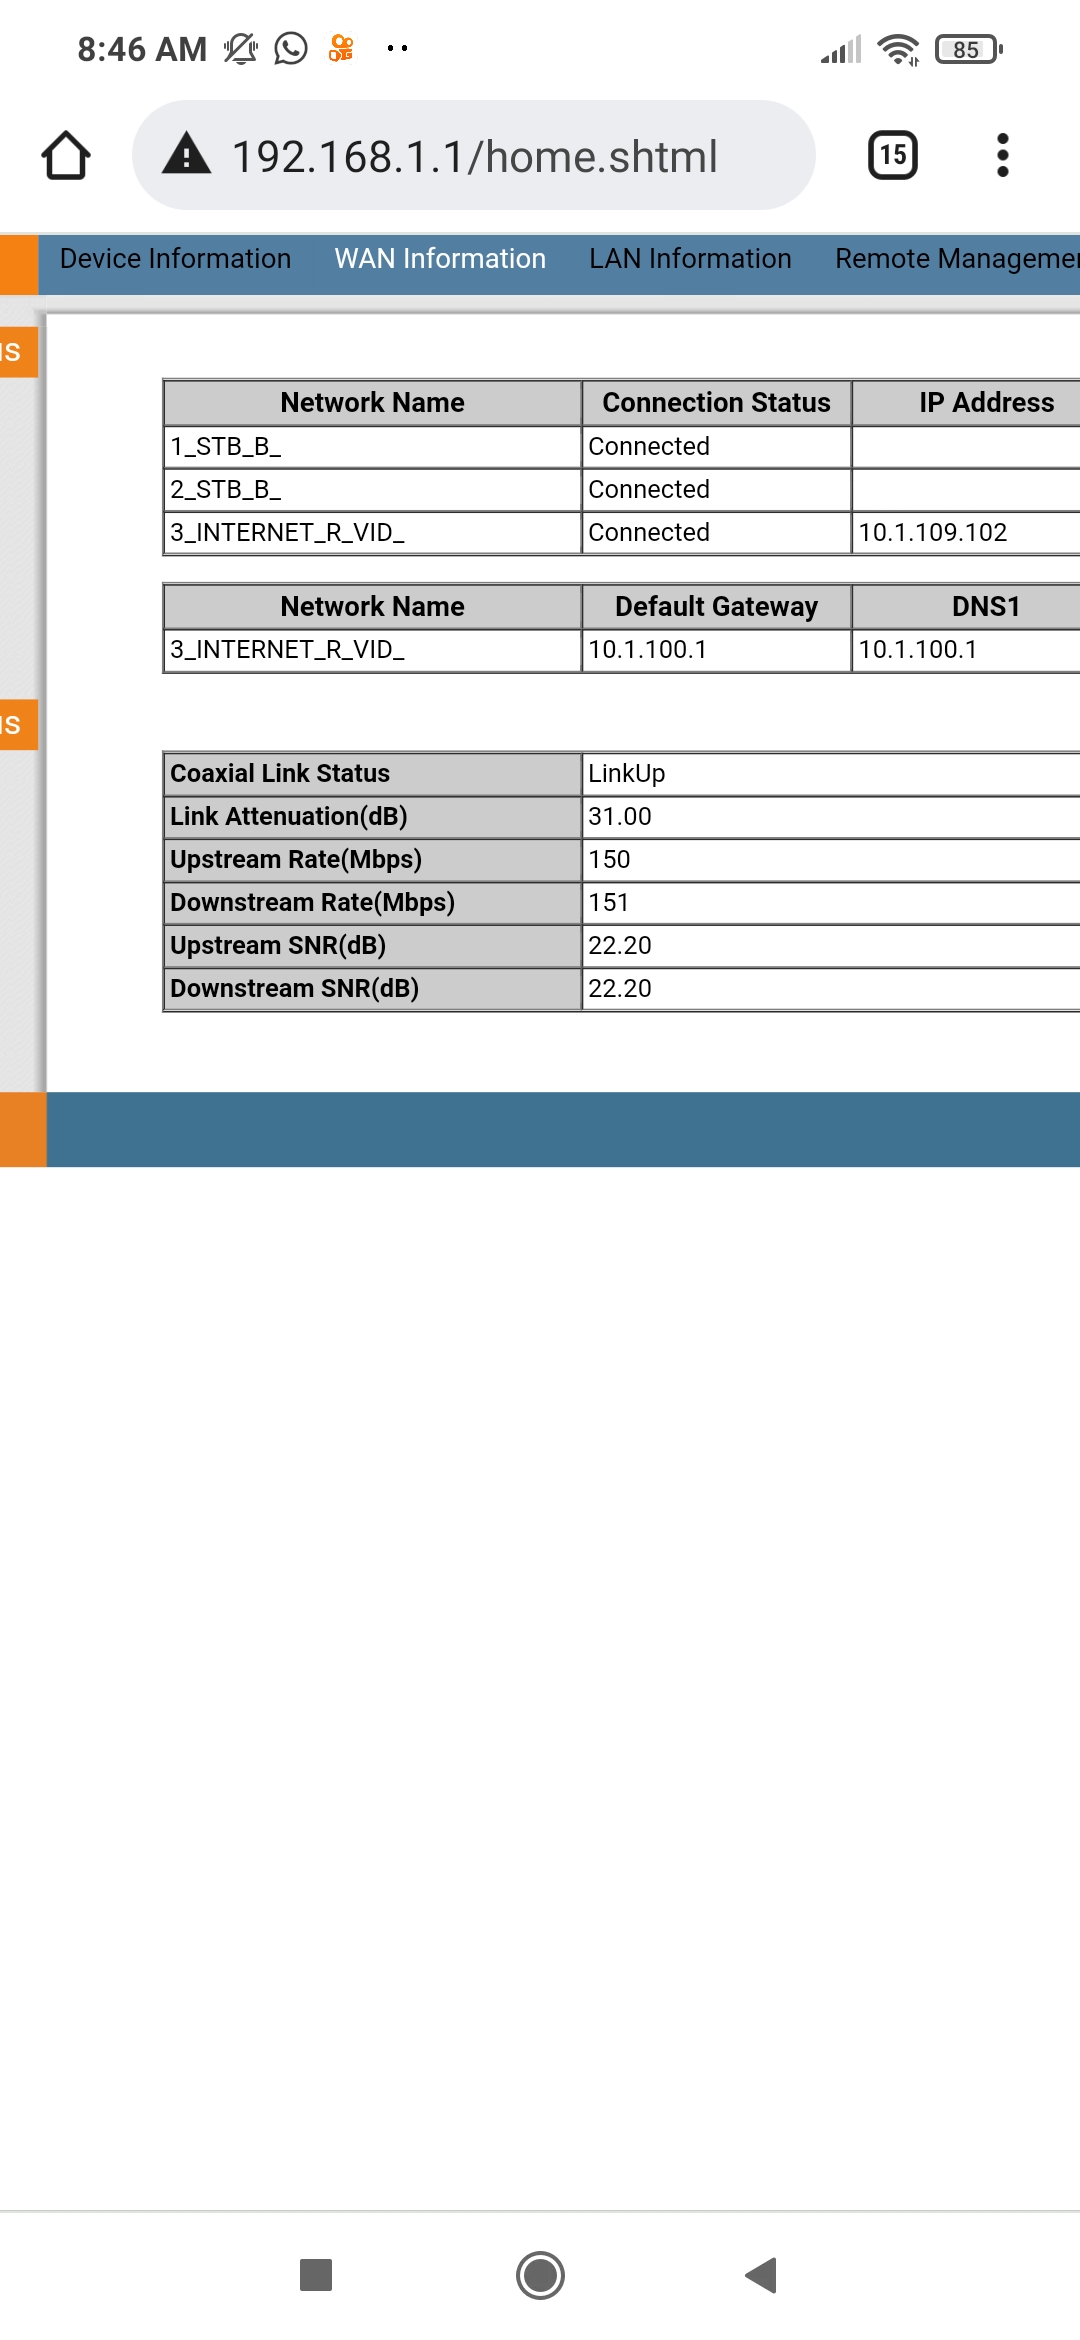 8:46 AM 85
192.168.1.1/home.shtml 15
Device Information WAN Information LAN Information Remote Managemen
us
Network Name Connection Status IP Address
1_STB_B_ Connected
2_STB_B_ Connected
3_INTERNET_R_VID_ Connected 10.1.109.102
Network Name Default Gateway DNS1
3_INTERNET_R_VID_ 10.1.100.1 10.1.100.1
us
Coaxial Link Status LinkUp
Link Attenuation(dB) 31.00
Upstream Rate(Mbps) 150
Downstream Rate(Mbps) 151
Upstream SNR(dB) 22.20
Downstream SNR(dB) 22.20